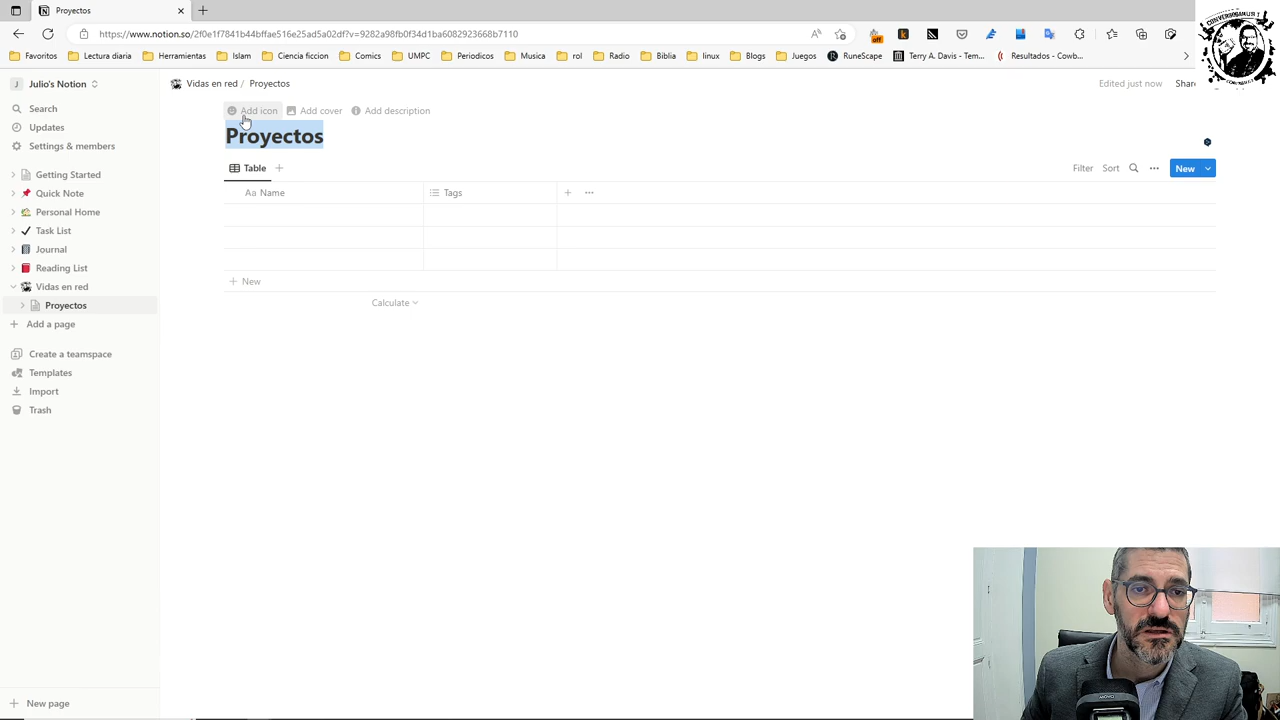 Proyectos
https://www.notion.so/2f0e1f7841b44bffae516e25ad5a02df?v=9282a98fb0f34d1ba6082923668b7110
off
Favoritos Lectura diaria Herramientas Islam Ciencia ficcion Comics UMPC Periodicos Musica rol Radio Biblia linux Blogs Juegos RuneScape Terry A. Davis - Tem... Resultados - Cowb...
J Julio's Notion
Vidas en red / Proyectos
Edited just now Share
Search
Updates
Settings & members
Getting Started
Quick Note
Personal Home
Task List
Journal
Reading List
Vidas en red
Proyectos
Add a page
Create a teamspace
Templates
Import
Trash
New page
Add icon Add cover Add description
Proyectos
Table
Filter Sort New
Aa Name Tags
New
Calculate